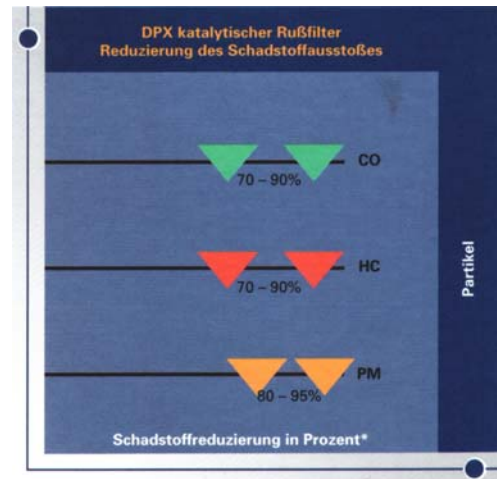 DPX katalytischer Rußfilter
Reduzierung des Schadstoffausstoßes
CO
70 – 90%
HC
70 – 90%
PM
80 – 95%
Schadstoffreduzierung in Prozent*
Partikel